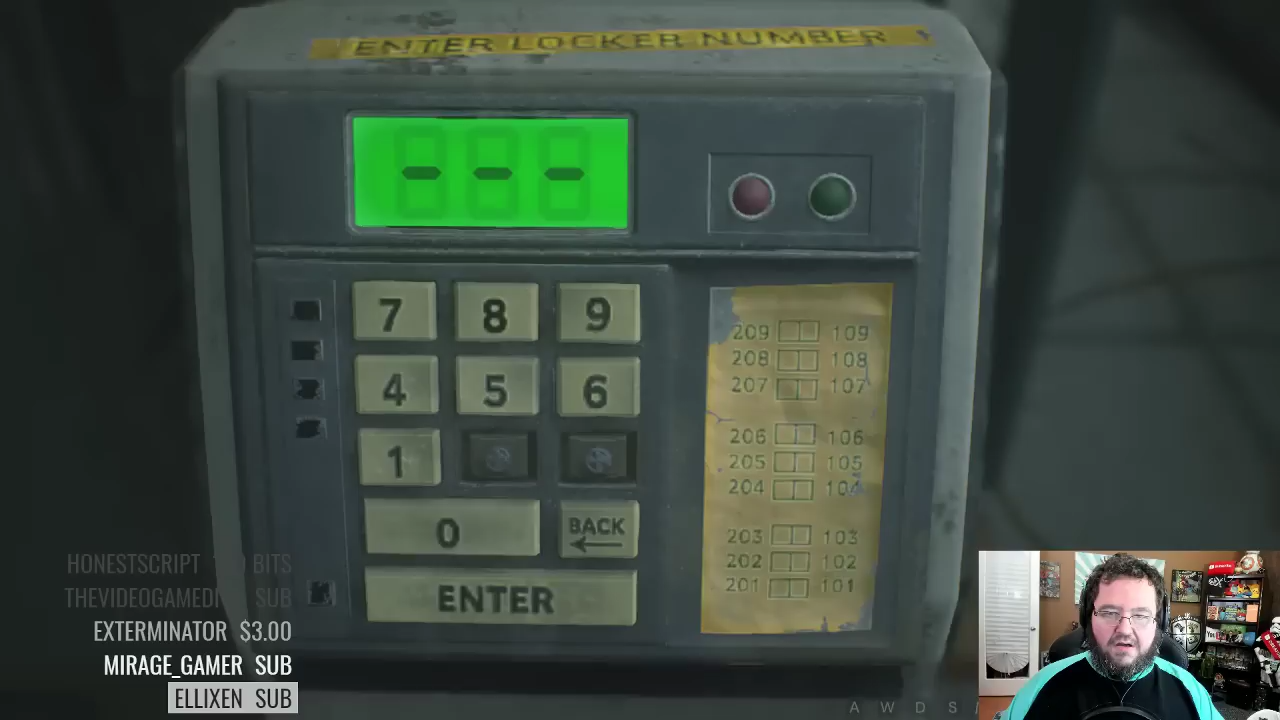 ENTER LOCKER NUMBER
7 8 9
4 5 6
1
0 BACK
ENTER
209 109
208 108
207 107
206 106
205 105
204 104
203 103
202 102
201 101
HONESTSCRIPT BITS
SUB
EXTERMINATOR $3.00
MIRAGE_GAMER SUB
ELLIXEN SUB
A W D S